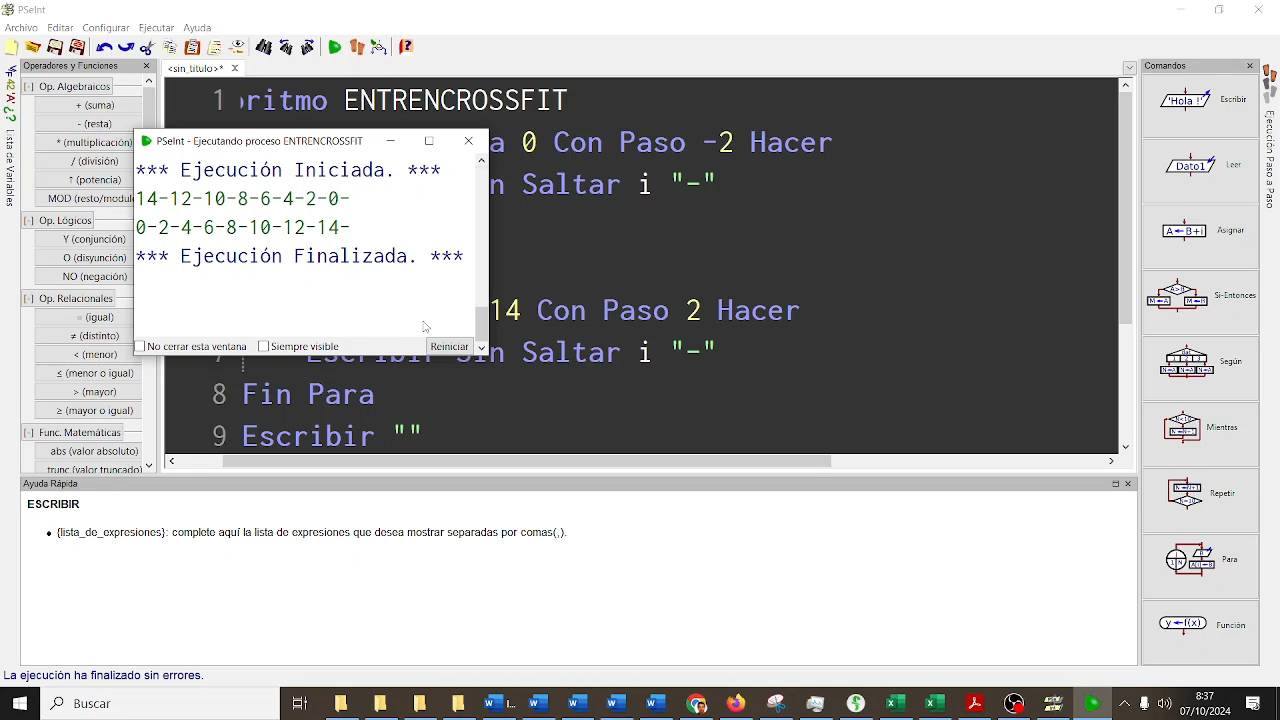 PSeInt
Archivo Editar Configurar Ejecutar Ayuda
Operadores y Funciones
<sin_titulo>*
Comandos
Op. Algebraicos
+ (suma)
- (resta)
* (multiplicación)
/ (división)
↑ (potencia)
MOD (resto/modulo)
Op. Lógicos
Y (conjunción)
O (disyunción)
NO (negación)
Op. Relacionales
= (igual)
≠ (distinto)
< (menor)
≤ (menor o igual)
> (mayor)
≥ (mayor o igual)
Func. Matemáticas
abs (valor absoluto)
trunc (valor truncado)
Lista de Variables
1 ritmo ENTRENCROSSFIT
a 0 Con Paso -2 Hacer
n Saltar i "-"
14 Con Paso 2 Hacer
7 Escribir Sin Saltar i "-"
8 Fin Para
9 Escribir ""
PSeInt - Ejecutando proceso ENTRENCROSSFIT
*** Ejecución Iniciada. ***
14-12-10-8-6-4-2-0-
0-2-4-6-8-10-12-14-
*** Ejecución Finalizada. ***
No cerrar esta ventana Siempre visible Reiniciar
'Hola !' Escribir
Dato1 Leer
A←B+i Asignar
Si-Entonces
Según
Mientras
Repetir
Para
y←f(x) Función
Ejecución Paso a Paso
Ayuda Rápida
ESCRIBIR
• {lista_de_expresiones}: complete aquí la lista de expresiones que desea mostrar separadas por comas(,).
La ejecución ha finalizado sin errores.
Buscar
8:37
07/10/2024